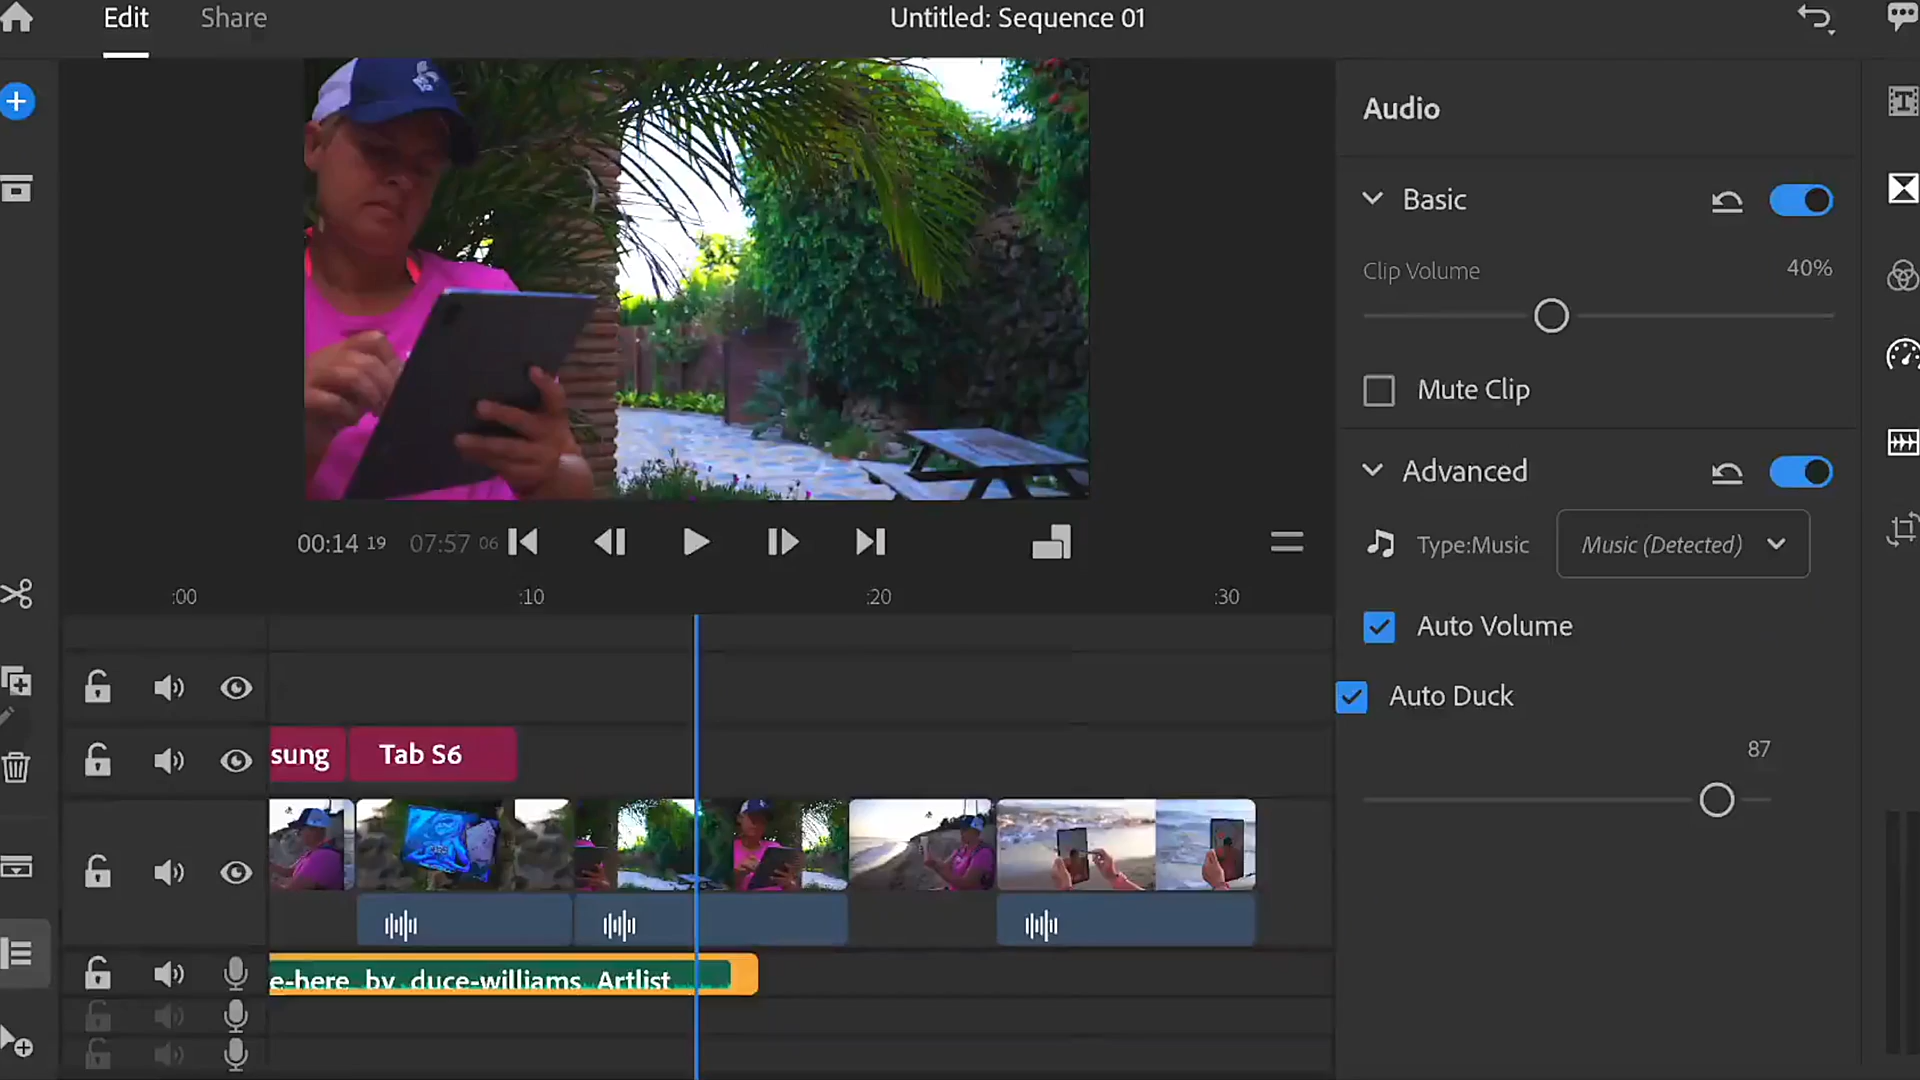 Edit Share Untitled: Sequence 01
Audio
Basic
Clip Volume 40%
Mute Clip
Advanced
Type:Music Music (Detected)
Auto Volume
Auto Duck
87
00:14 19 07:57 06
:00 :10 :20 :30
sung Tab S6
e-here_by_duce-williams_Artlist